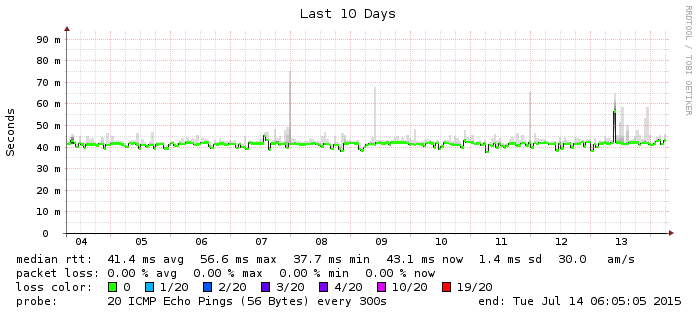 Last 10 Days
RRDTOOL / TOBI OETIKER
Seconds
90 m
80 m
70 m
60 m
50 m
40 m
30 m
20 m
10 m
0
04 05 06 07 08 09 10 11 12 13
median rtt: 41.4 ms avg 56.6 ms max 37.7 ms min 43.1 ms now 1.4 ms sd 30.0 am/s
packet loss: 0.00 % avg 0.00 % max 0.00 % min 0.00 % now
loss color: 0 1/20 2/20 3/20 4/20 10/20 19/20
probe: 20 ICMP Echo Pings (56 Bytes) every 300s end: Tue Jul 14 06:05:05 2015